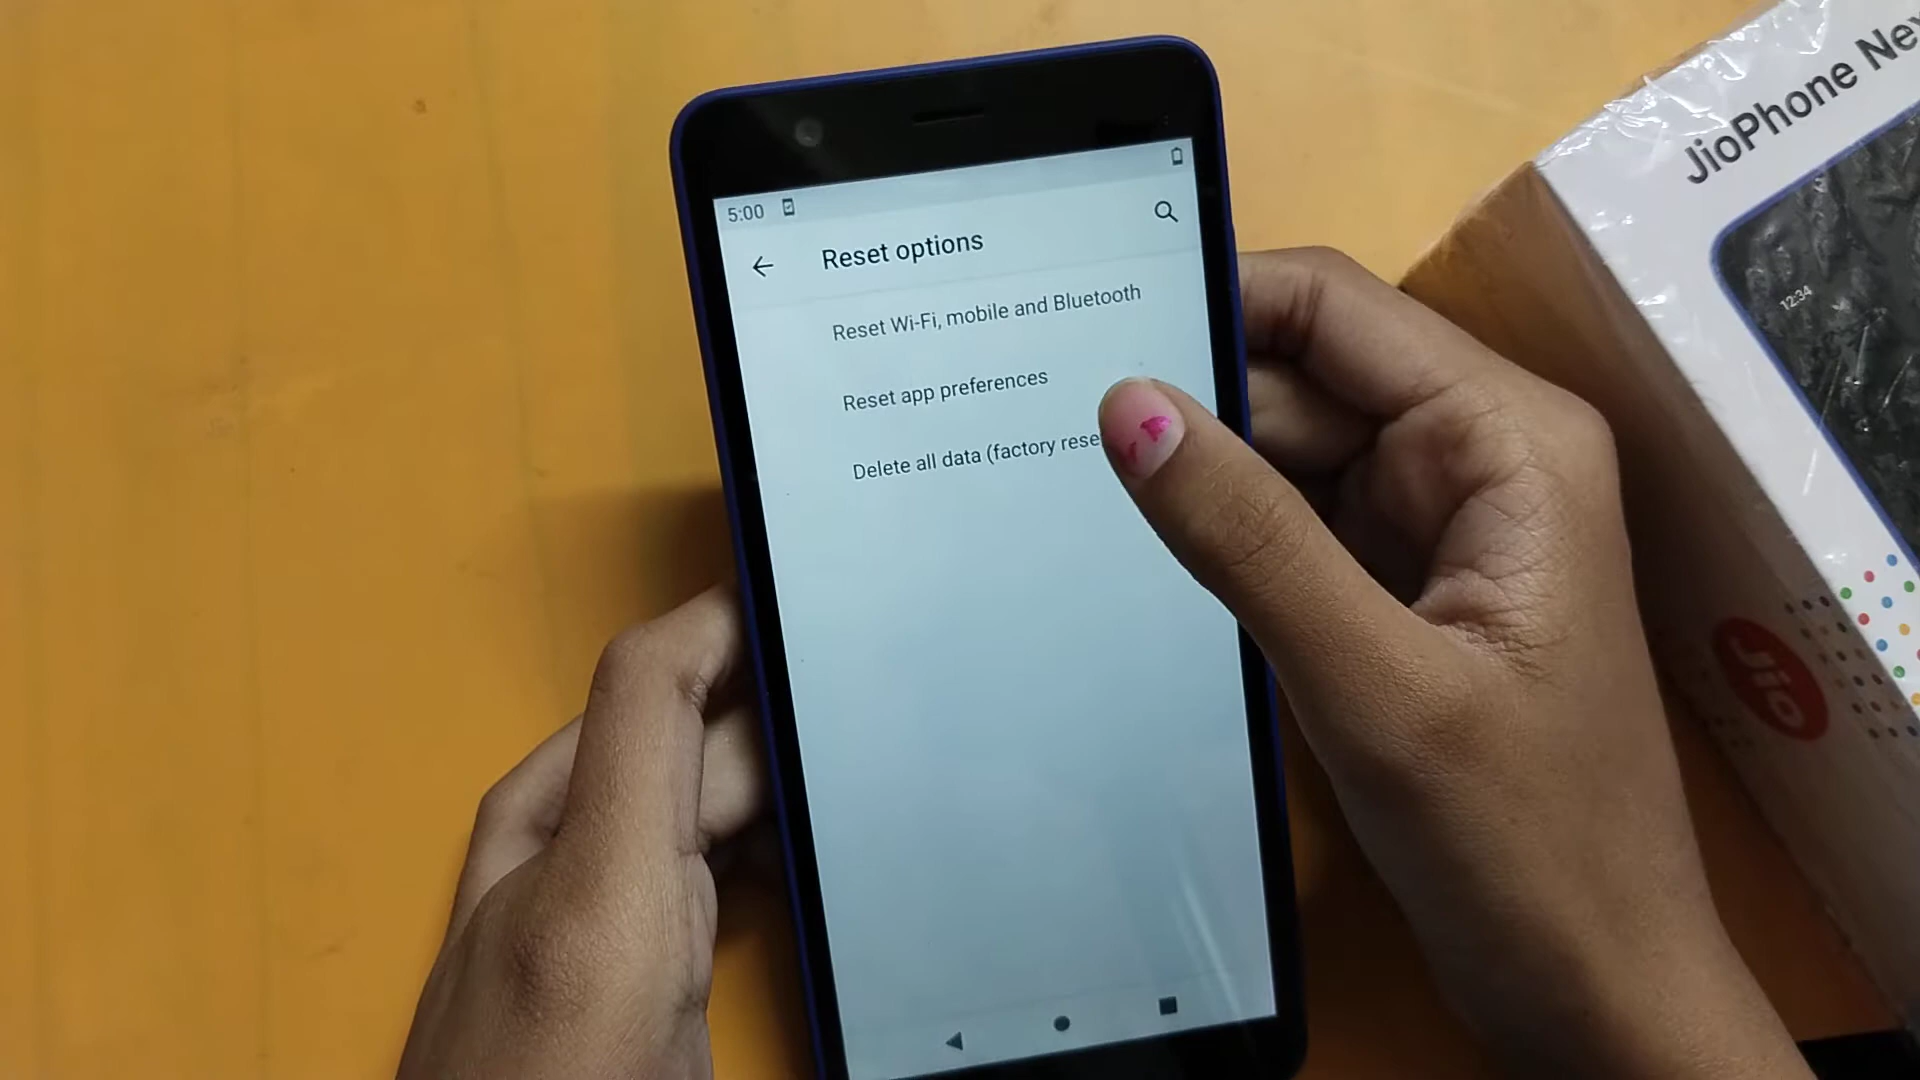 5:00
Reset options
Reset Wi-Fi, mobile and Bluetooth
Reset app preferences
Delete all data (factory rese
JioPhone Nex
12:34
Jio